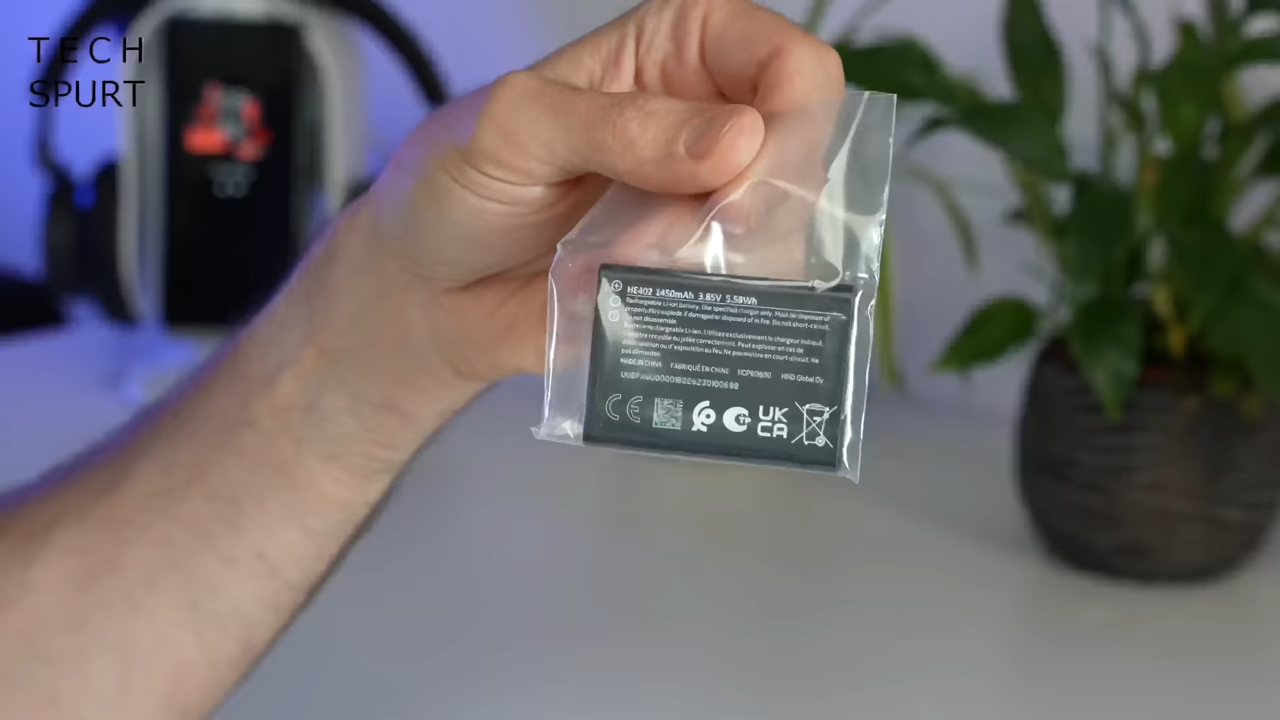 TECH
SPURT
HE402 1450mAh 3.85V 5.58Wh
Rechargeable Li-ion Battery. Use specified charger only. Must be disposed of
properly. May explode if damaged or disposed of in fire. Do not short-circuit.
Do not disassemble.
rechargeable Li-ion. Utilisez exclusivement le chargeur indiqué.
être recyclée ou jetée correctement. Peut exploser en cas de
ou d'exposition au feu. Ne pas mettre en court-circuit. Ne
pas démonter.
MADE IN CHINA FABRIQUÉ EN CHINE HMD Global Oy
CE
UK
CA